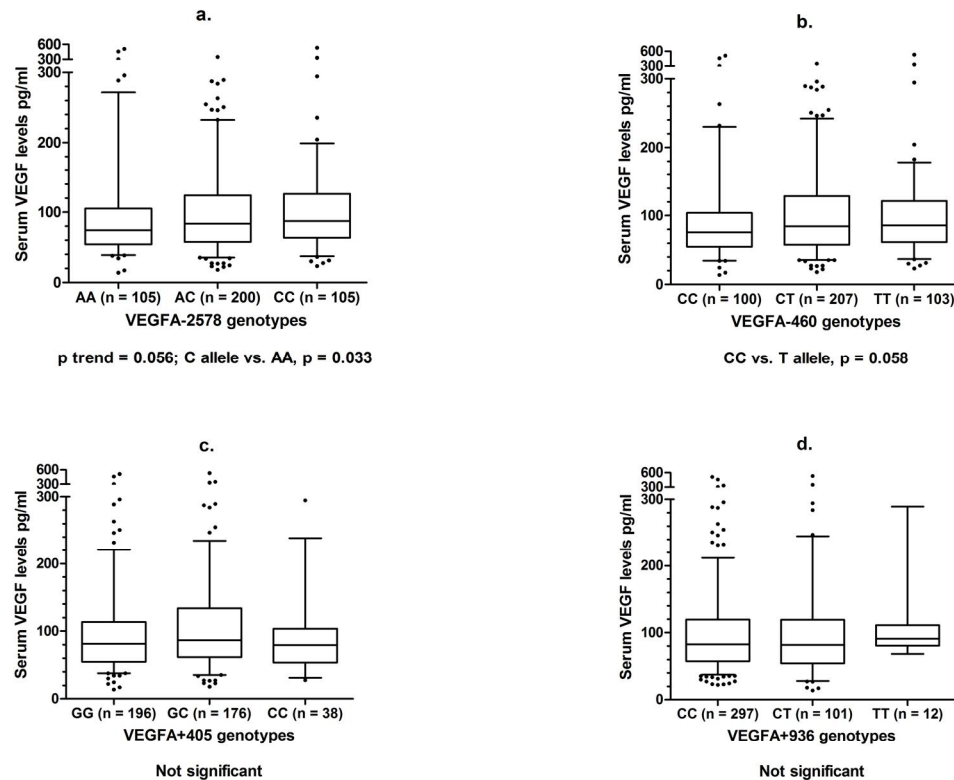 a.
600
300
300
200
100
0
Serum VEGF levels pg/ml
AA (n = 105) AC (n = 200) CC (n = 105)
VEGFA-2578 genotypes
p trend = 0.056; C allele vs. AA, p = 0.033
b.
600
300
300
200
100
0
Serum VEGF levels pg/ml
CC (n = 100) CT (n = 207) TT (n = 103)
VEGFA-460 genotypes
CC vs. T allele, p = 0.058
c.
600
300
300
200
100
0
Serum VEGF levels pg/ml
GG (n = 196) GC (n = 176) CC (n = 38)
VEGFA+405 genotypes
Not significant
d.
600
300
300
200
100
0
Serum VEGF levels pg/ml
CC (n = 297) CT (n = 101) TT (n = 12)
VEGFA+936 genotypes
Not significant